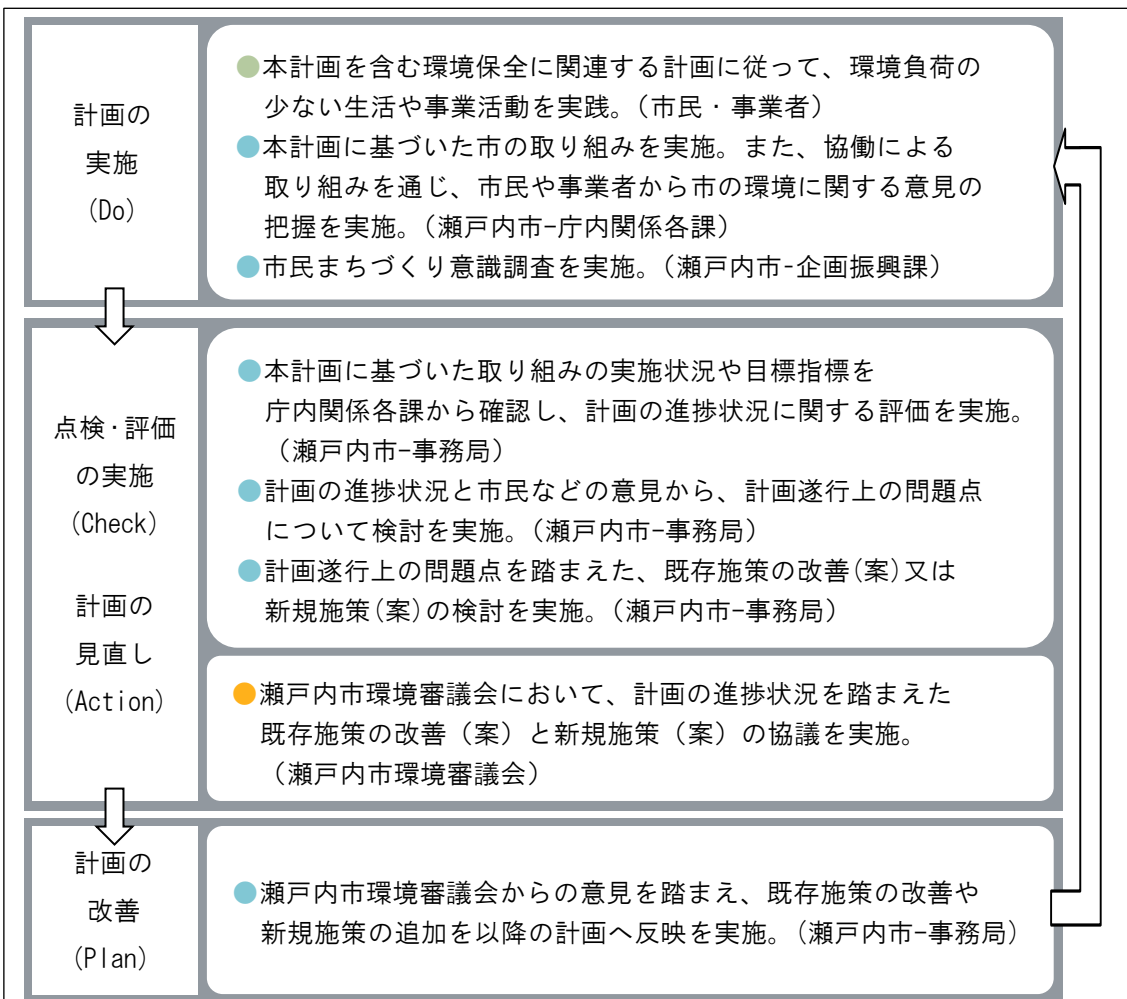 計画の
実施
(Do)
●本計画を含む環境保全に関連する計画に従って、環境負荷の
少ない生活や事業活動を実践。(市民・事業者)
●本計画に基づいた市の取り組みを実施。また、協働による
取り組みを通じ、市民や事業者から市の環境に関する意見の
把握を実施。(瀬戸内市-庁内関係各課)
●市民まちづくり意識調査を実施。(瀬戸内市-企画振興課)
点検・評価
の実施
(Check)
計画の
見直し
(Action)
●本計画に基づいた取り組みの実施状況や目標指標を
庁内関係各課から確認し、計画の進捗状況に関する評価を実施。
(瀬戸内市-事務局)
●計画の進捗状況と市民などの意見から、計画遂行上の問題点
について検討を実施。(瀬戸内市-事務局)
●計画遂行上の問題点を踏まえた、既存施策の改善(案)又は
新規施策(案)の検討を実施。(瀬戸内市-事務局)
●瀬戸内市環境審議会において、計画の進捗状況を踏まえた
既存施策の改善(案)と新規施策(案)の協議を実施。
(瀬戸内市環境審議会)
計画の
改善
(Plan)
●瀬戸内市環境審議会からの意見を踏まえ、既存施策の改善や
新規施策の追加を以降の計画へ反映を実施。(瀬戸内市-事務局)